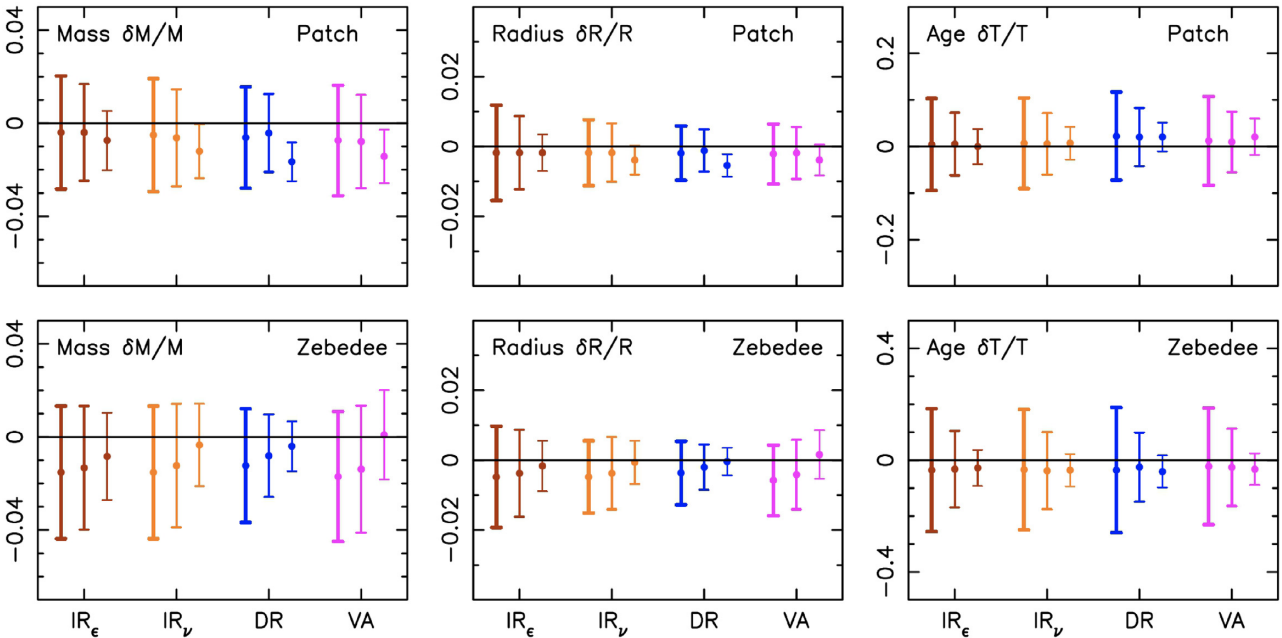 Mass δM/M Patch
0.04
0
−0.04
Radius δR/R Patch
0.02
0
−0.02
Age δT/T Patch
0.2
0
−0.2
Mass δM/M Zebedee
0.04
0
−0.04
IRϵ IRν DR VA
Radius δR/R Zebedee
0.02
0
−0.02
IRϵ IRν DR VA
Age δT/T Zebedee
0.4
0
−0.4
IRϵ IRν DR VA